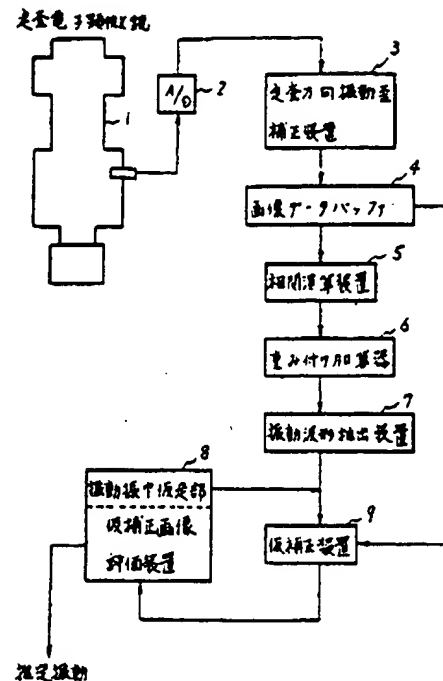 走査電子顕微鏡
1
A/D
2
3
走査方向振動歪
補正装置
4
画像データバッファ
5
相関演算装置
6
重み付け加算器
7
振動波形抽出装置
8
振動振巾仮定部
仮補正画像
評価装置
9
仮補正装置
推定振動